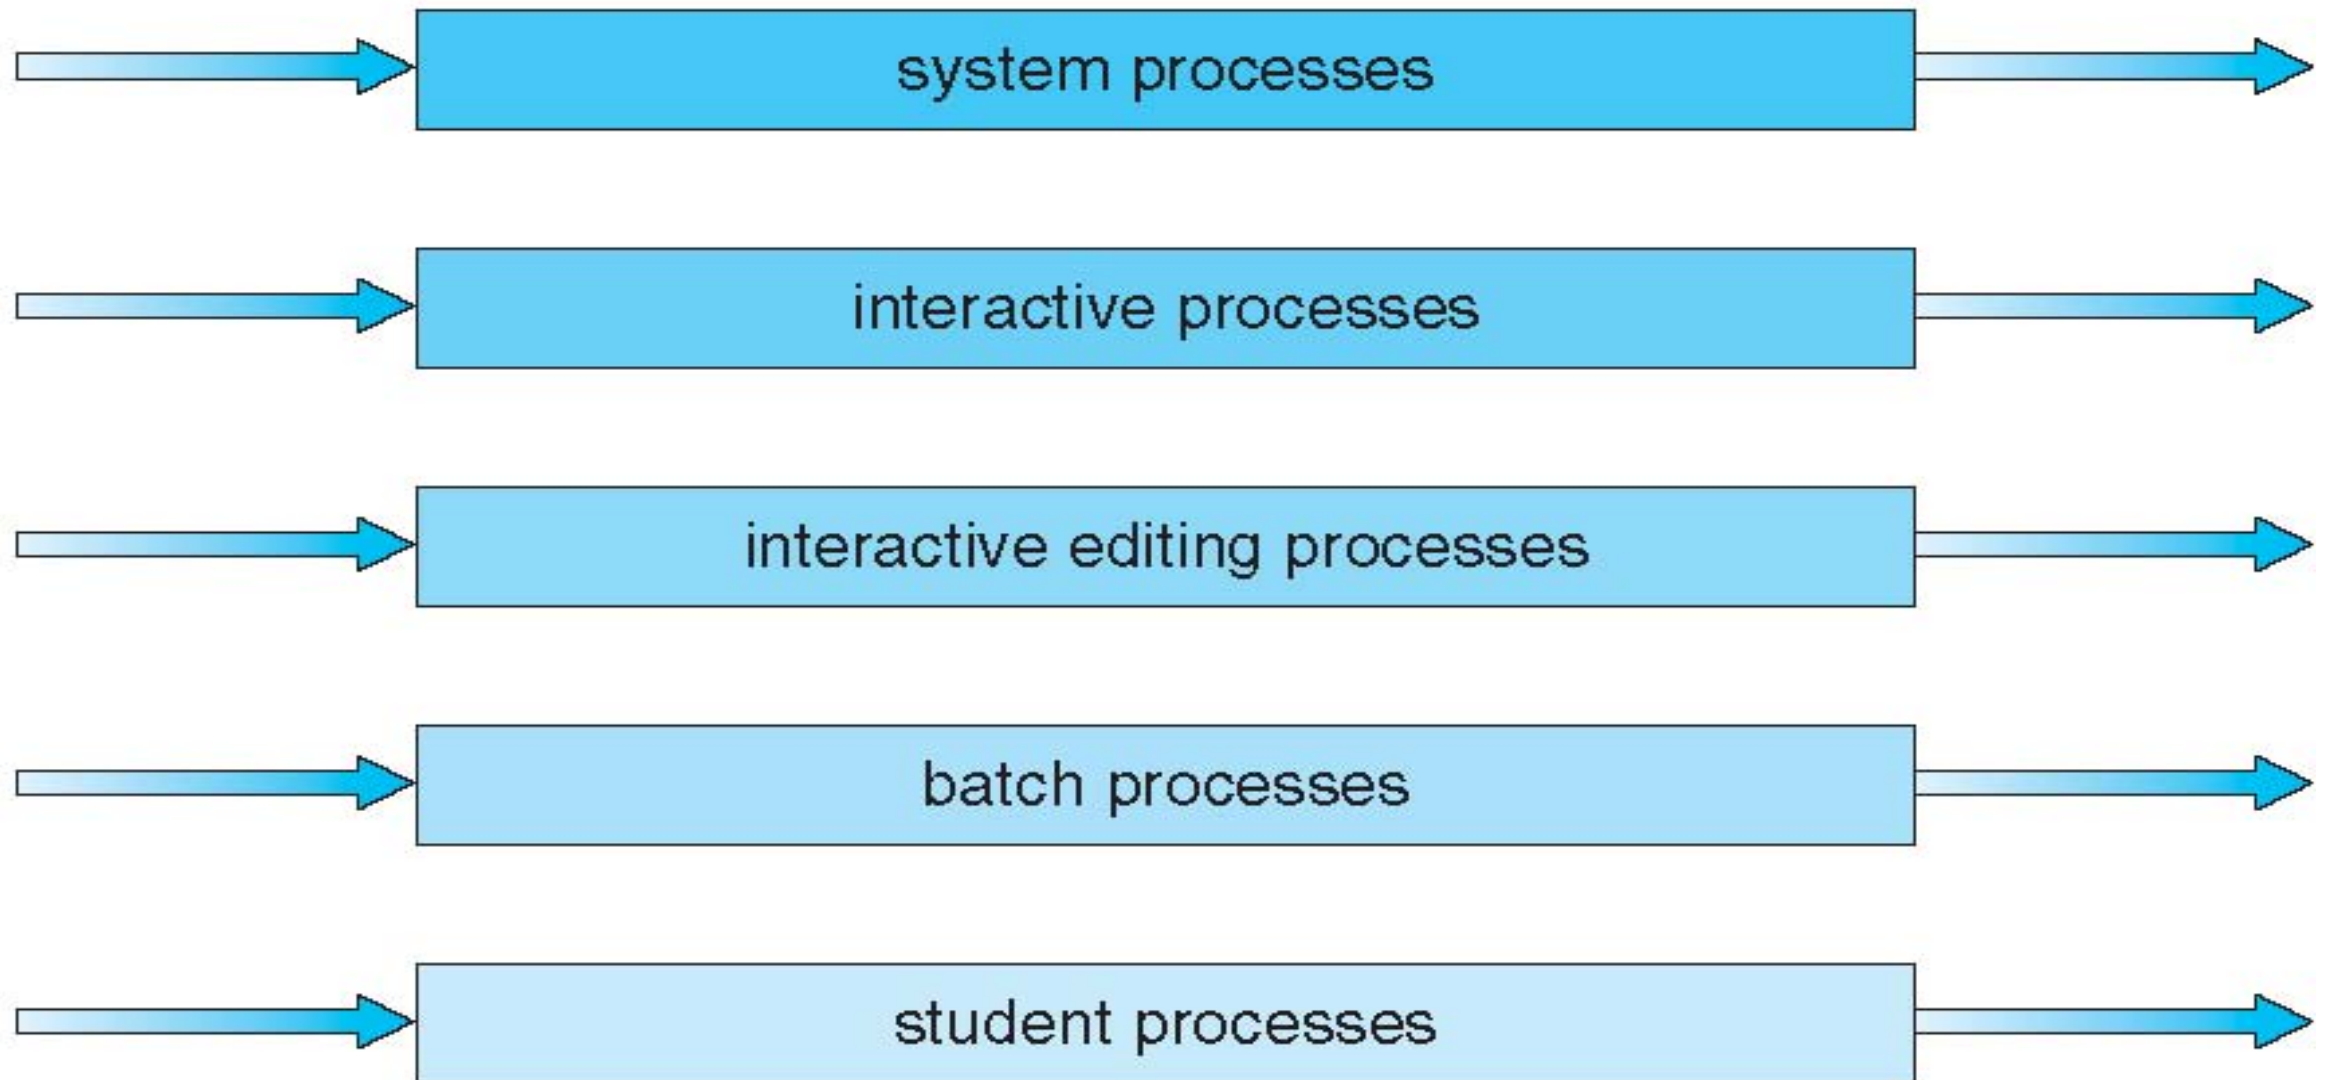 system processes
interactive processes
interactive editing processes
batch processes
student processes